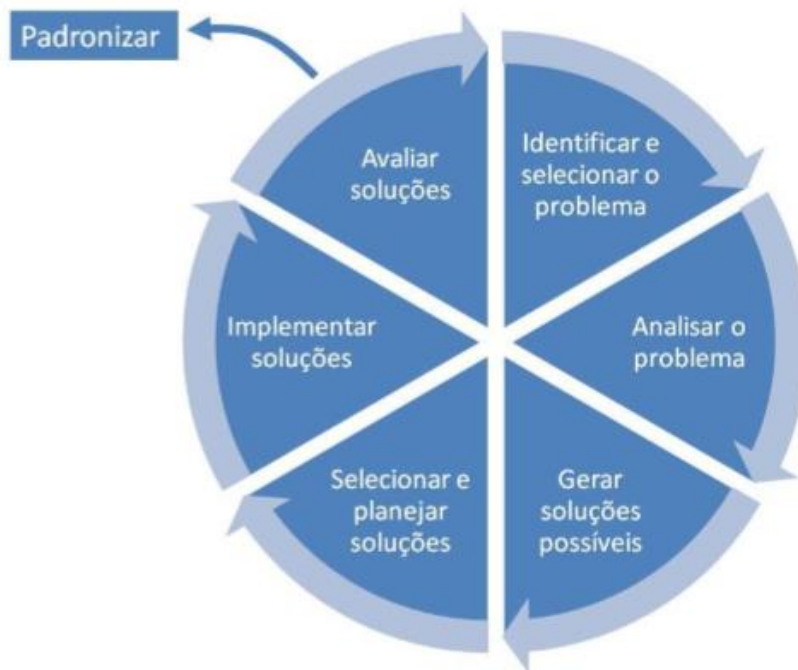 Padronizar
Identificar e
selecionar o
problema
Analisar o
problema
Gerar
soluções
possíveis
Selecionar e
planejar
soluções
Implementar
soluções
Avaliar
soluções